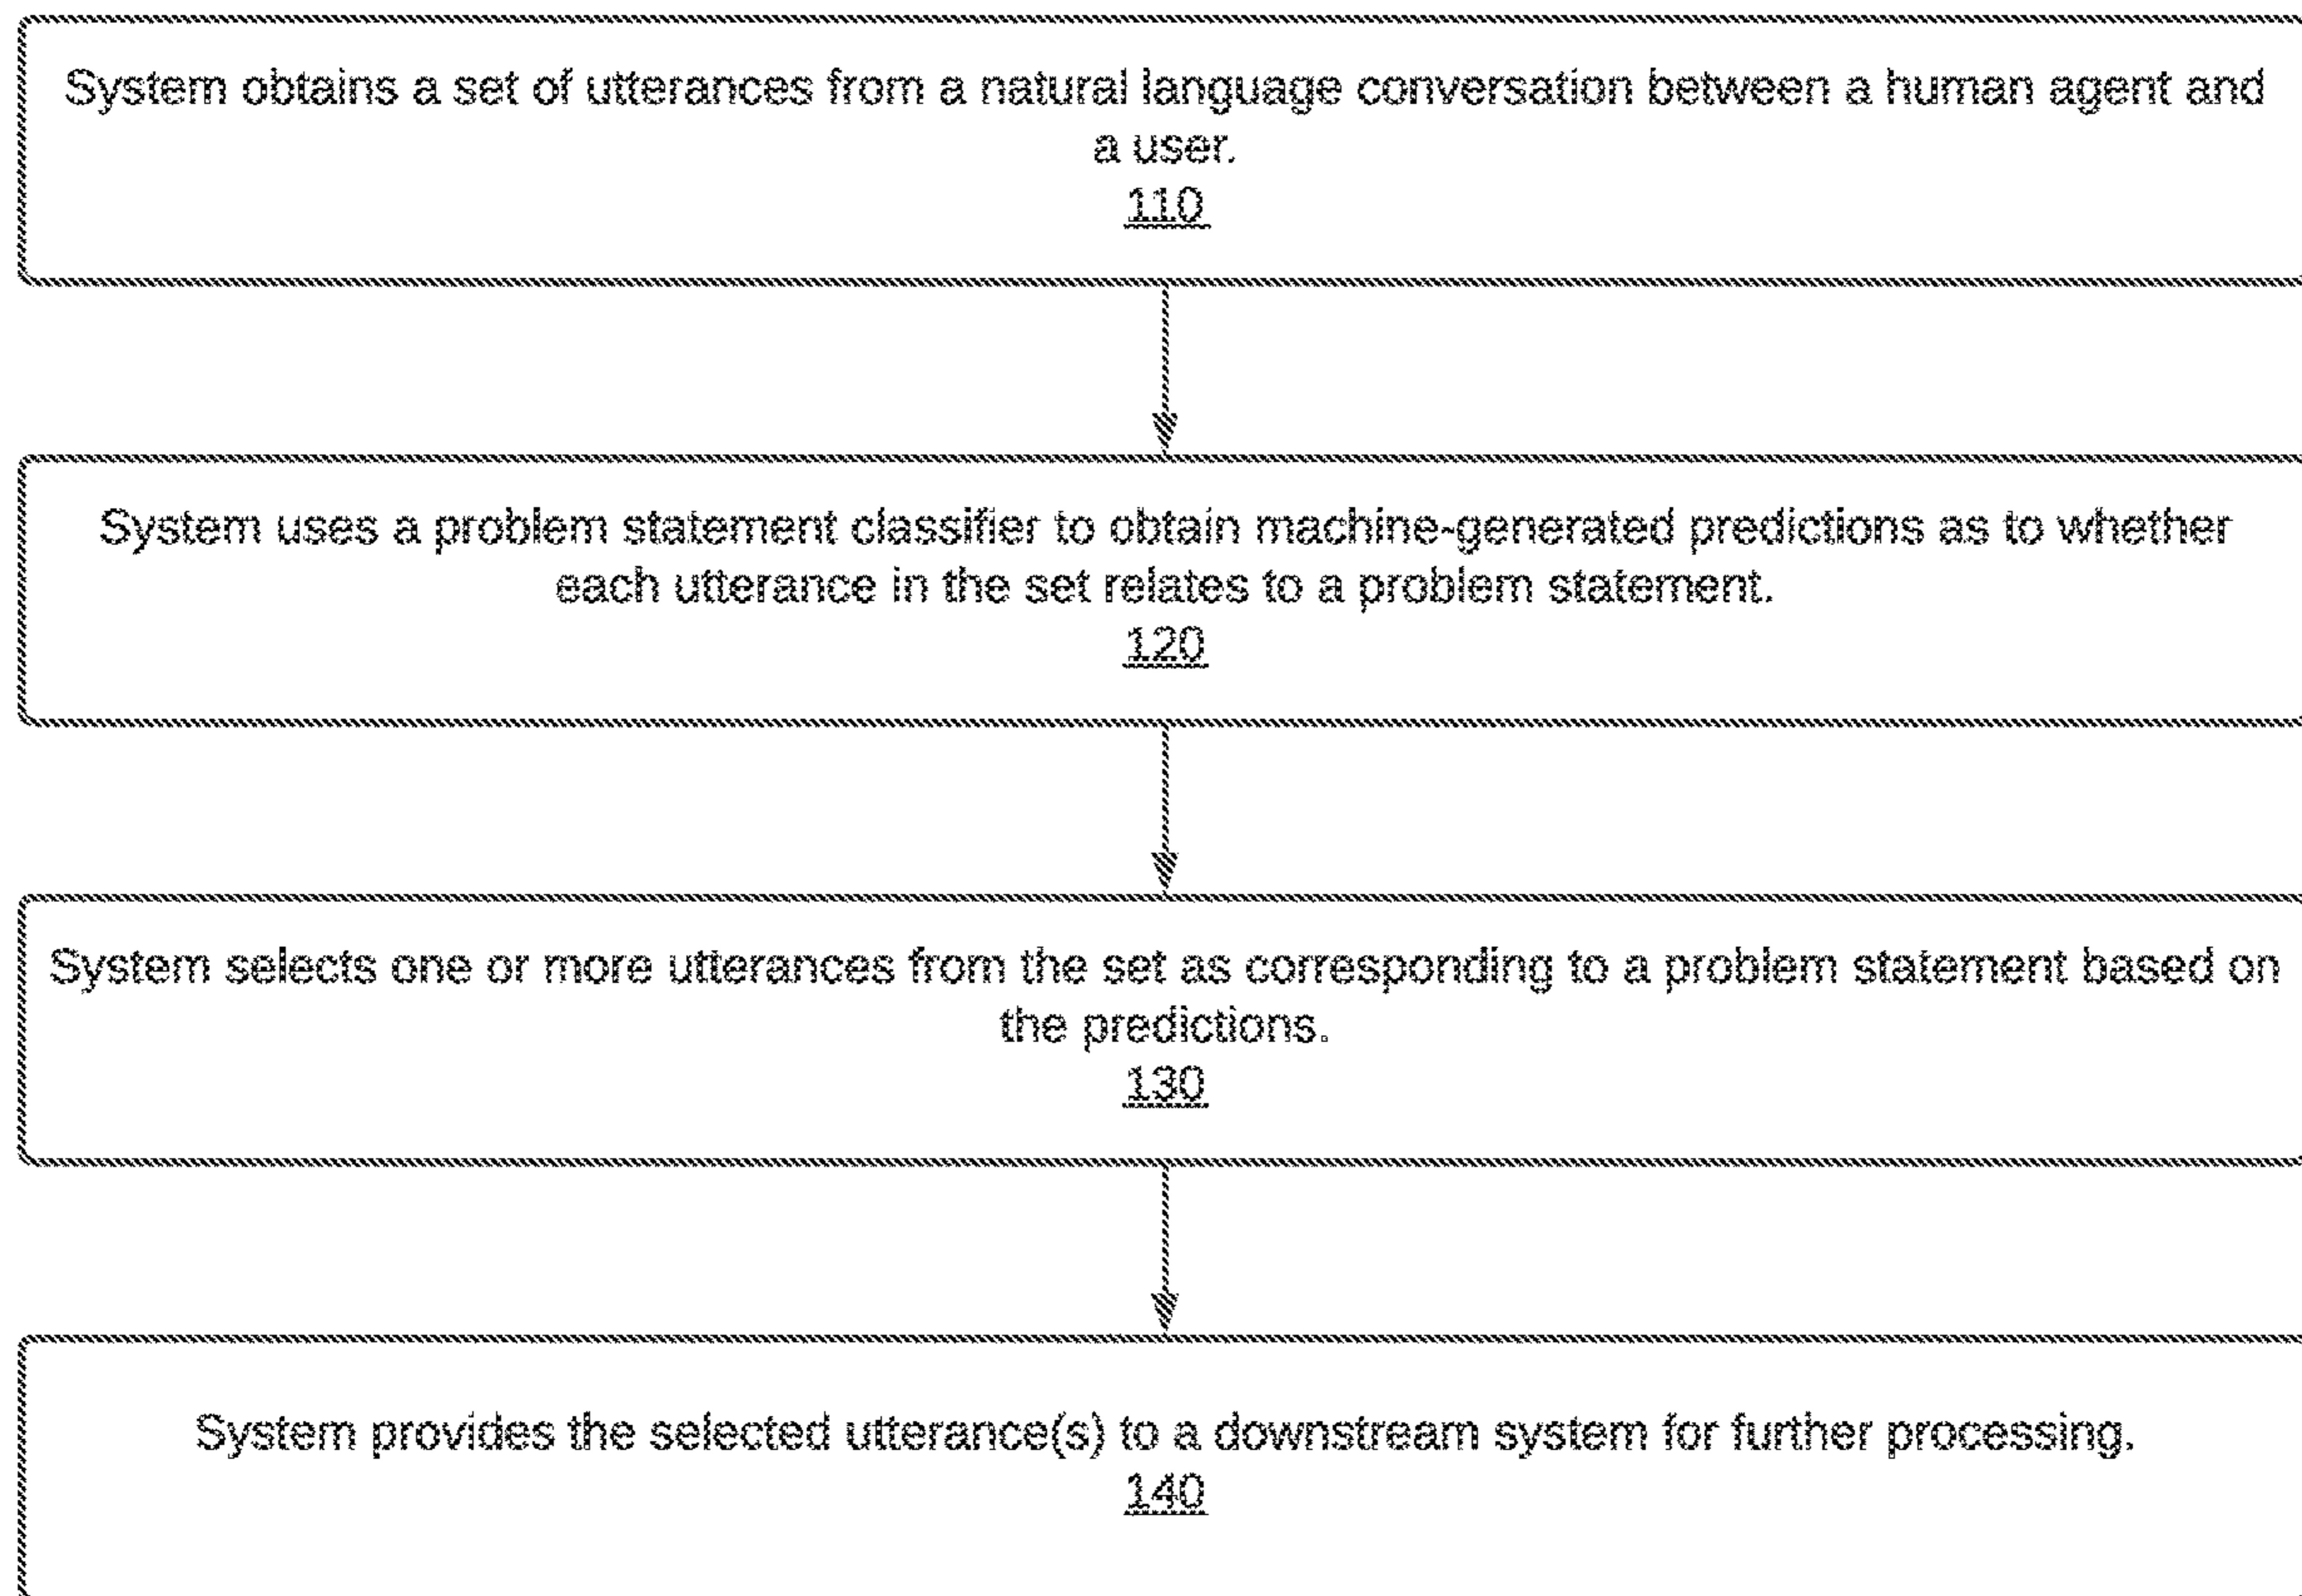 System obtains a set of utterances from a natural language conversation between a human agent and
a user.
110
System uses a problem statement classifier to obtain machine-generated predictions as to whether
each utterance in the set relates to a problem statement.
120
System selects one or more utterances from the set as corresponding to a problem statement based on
the predictions.
130
System provides the selected utterance(s) to a downstream system for further processing.
140